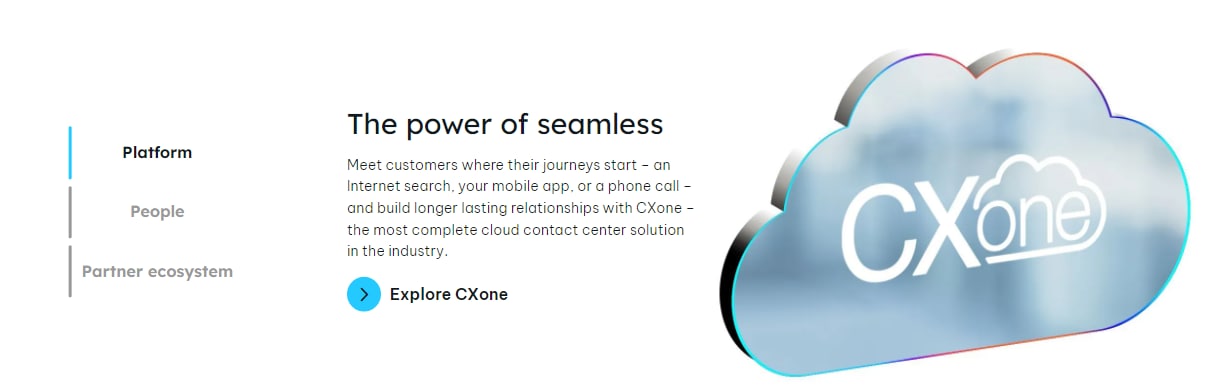 Platform
People
Partner ecosystem
The power of seamless
Meet customers where their journeys start – an
Internet search, your mobile app, or a phone call –
and build longer lasting relationships with CXone –
the most complete cloud contact center solution
in the industry.
Explore CXone
CXone